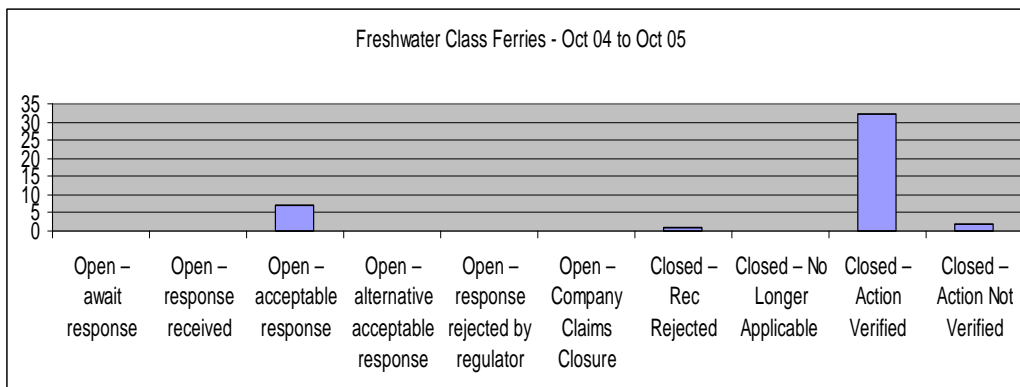 Freshwater Class Ferries - Oct 04 to Oct 05
35
30
25
20
15
10
5
0
Open – await response
Open – response received
Open – acceptable response
Open – alternative acceptable response
Open – response rejected by regulator
Open – Company Claims Closure
Closed – Rec Rejected
Closed – No Longer Applicable
Closed – Action Verified
Closed – Action Not Verified